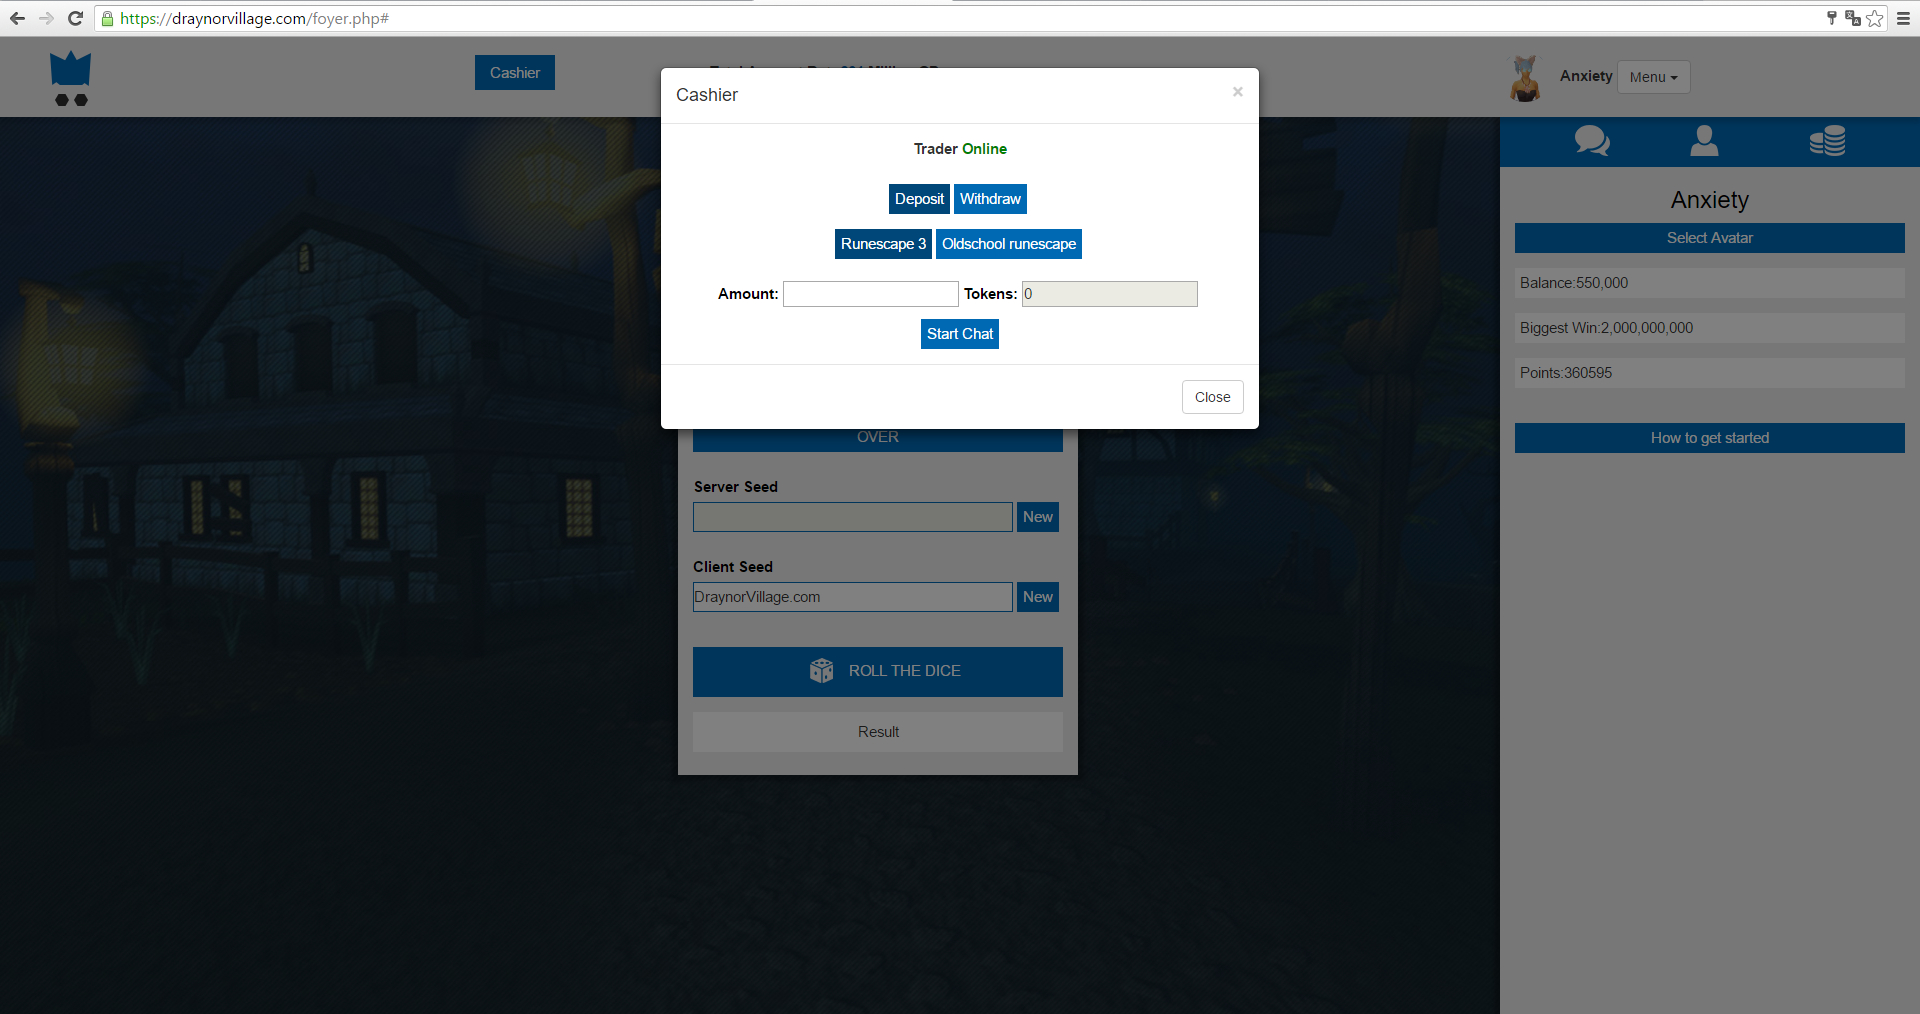 https://draynorvillage.com/foyer.php#
Cashier
Anxiety Menu
Cashier ×
Trader Online
Deposit Withdraw
Runescape 3 Oldschool runescape
Amount: Tokens: 0
Start Chat
Close
OVER
Server Seed
New
Client Seed
DraynorVillage.com New
ROLL THE DICE
Result
Anxiety
Select Avatar
Balance:550,000
Biggest Win:2,000,000,000
Points:360595
How to get started